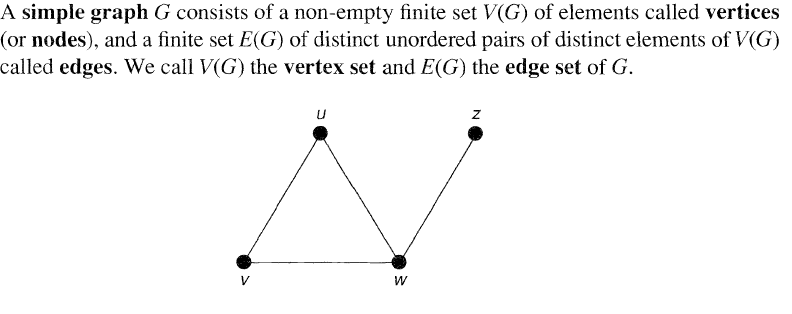 A simple graph G consists of a non-empty finite set V(G) of elements called vertices
(or nodes), and a finite set E(G) of distinct unordered pairs of distinct elements of V(G)
called edges. We call V(G) the vertex set and E(G) the edge set of G.
u z
v w